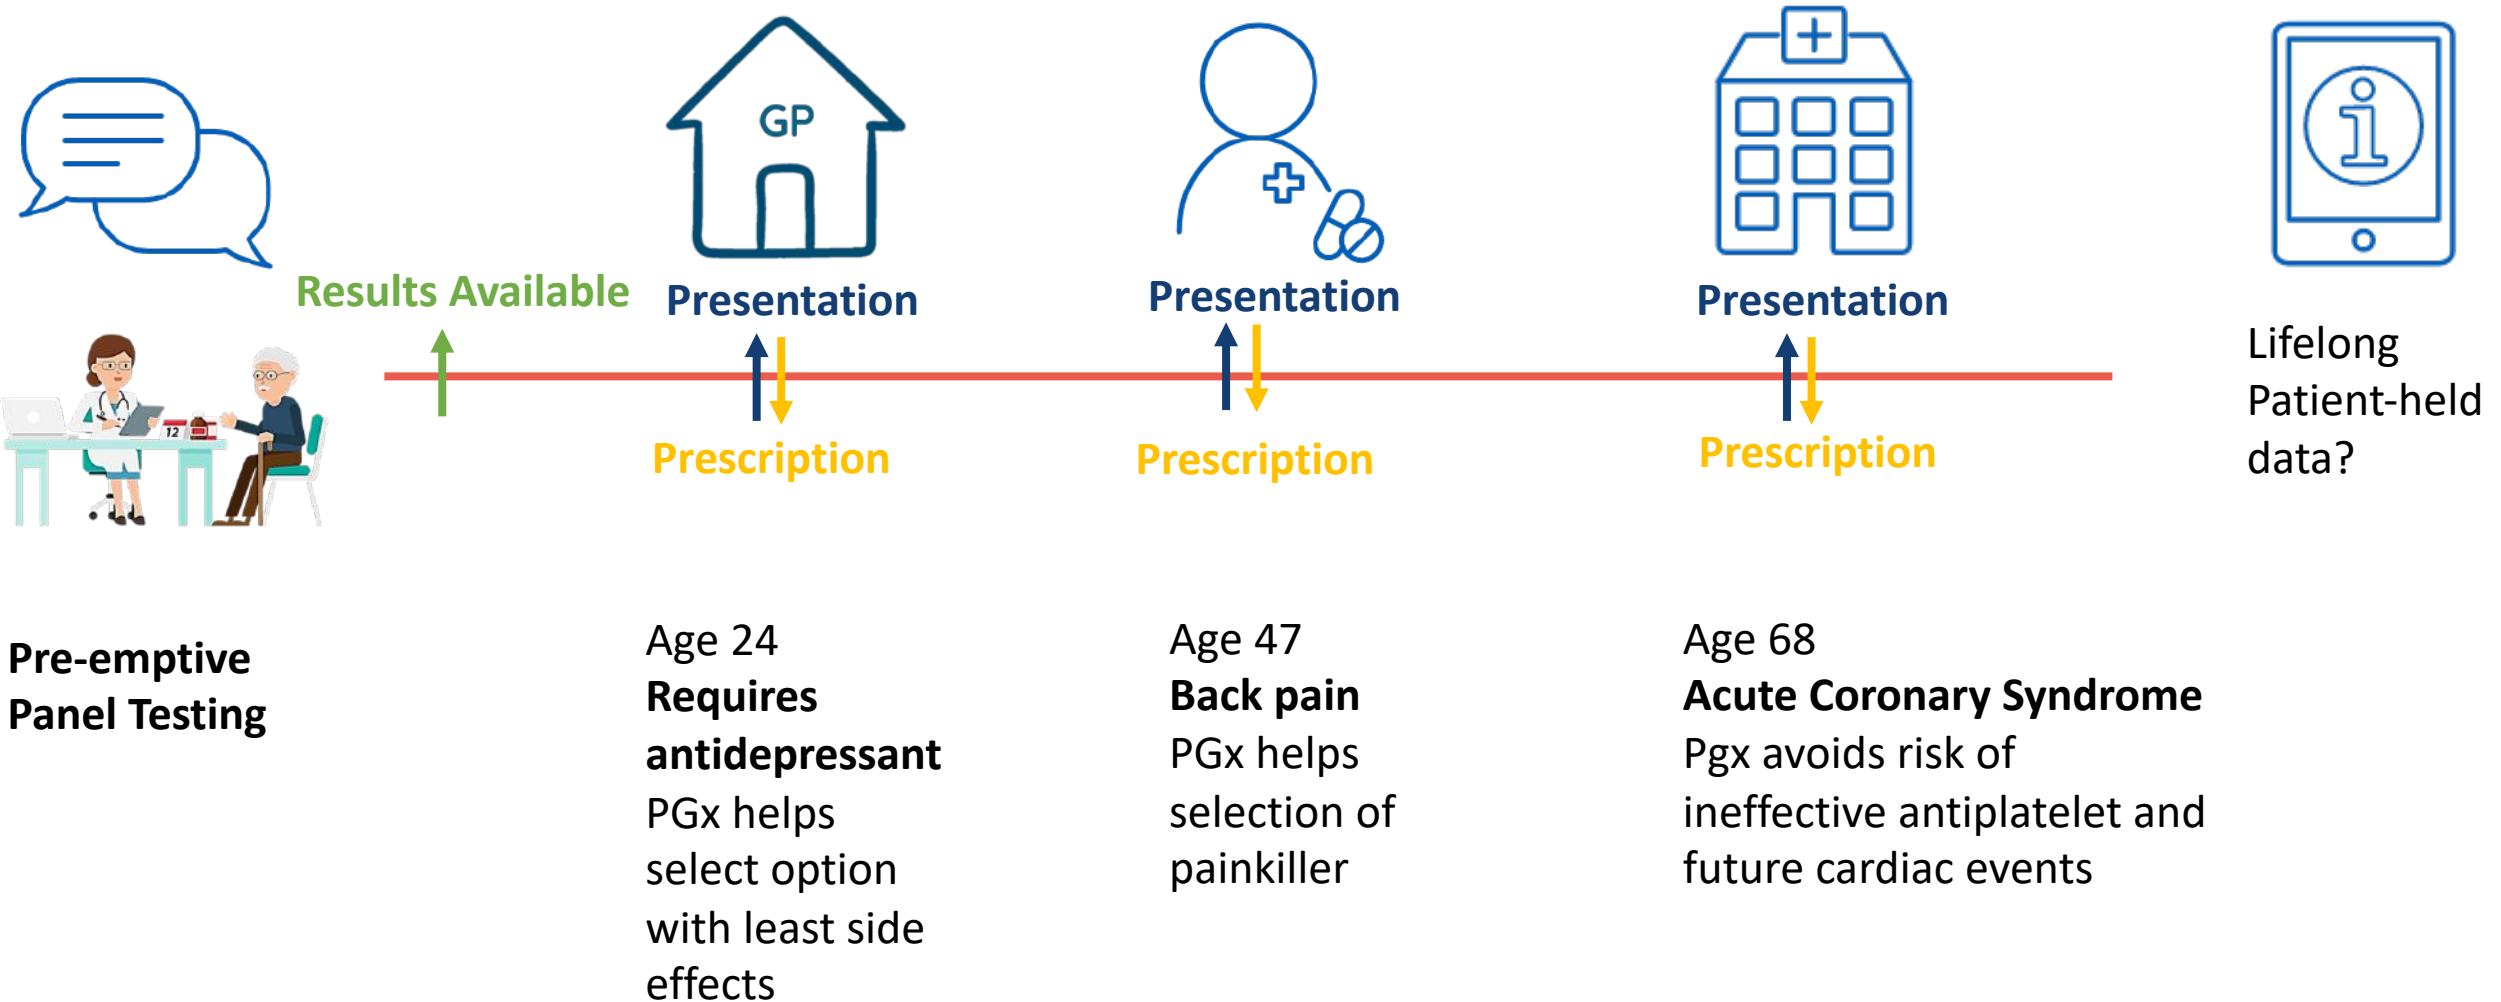 GP
12
Results Available
Presentation
Prescription
Presentation
Prescription
Presentation
Prescription
Lifelong
Patient-held
data?
Pre-emptive
Panel Testing
Age 24
Requires
antidepressant
PGx helps
select option
with least side
effects
Age 47
Back pain
PGx helps
selection of
painkiller
Age 68
Acute Coronary Syndrome
Pgx avoids risk of
ineffective antiplatelet and
future cardiac events